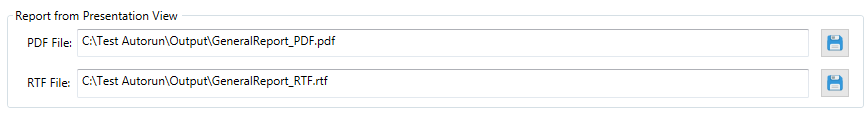 Report from Presentation View
PDF File: C:\Test Autorun\Output\GeneralReport_PDF.pdf
RTF File: C:\Test Autorun\Output\GeneralReport_RTF.rtf